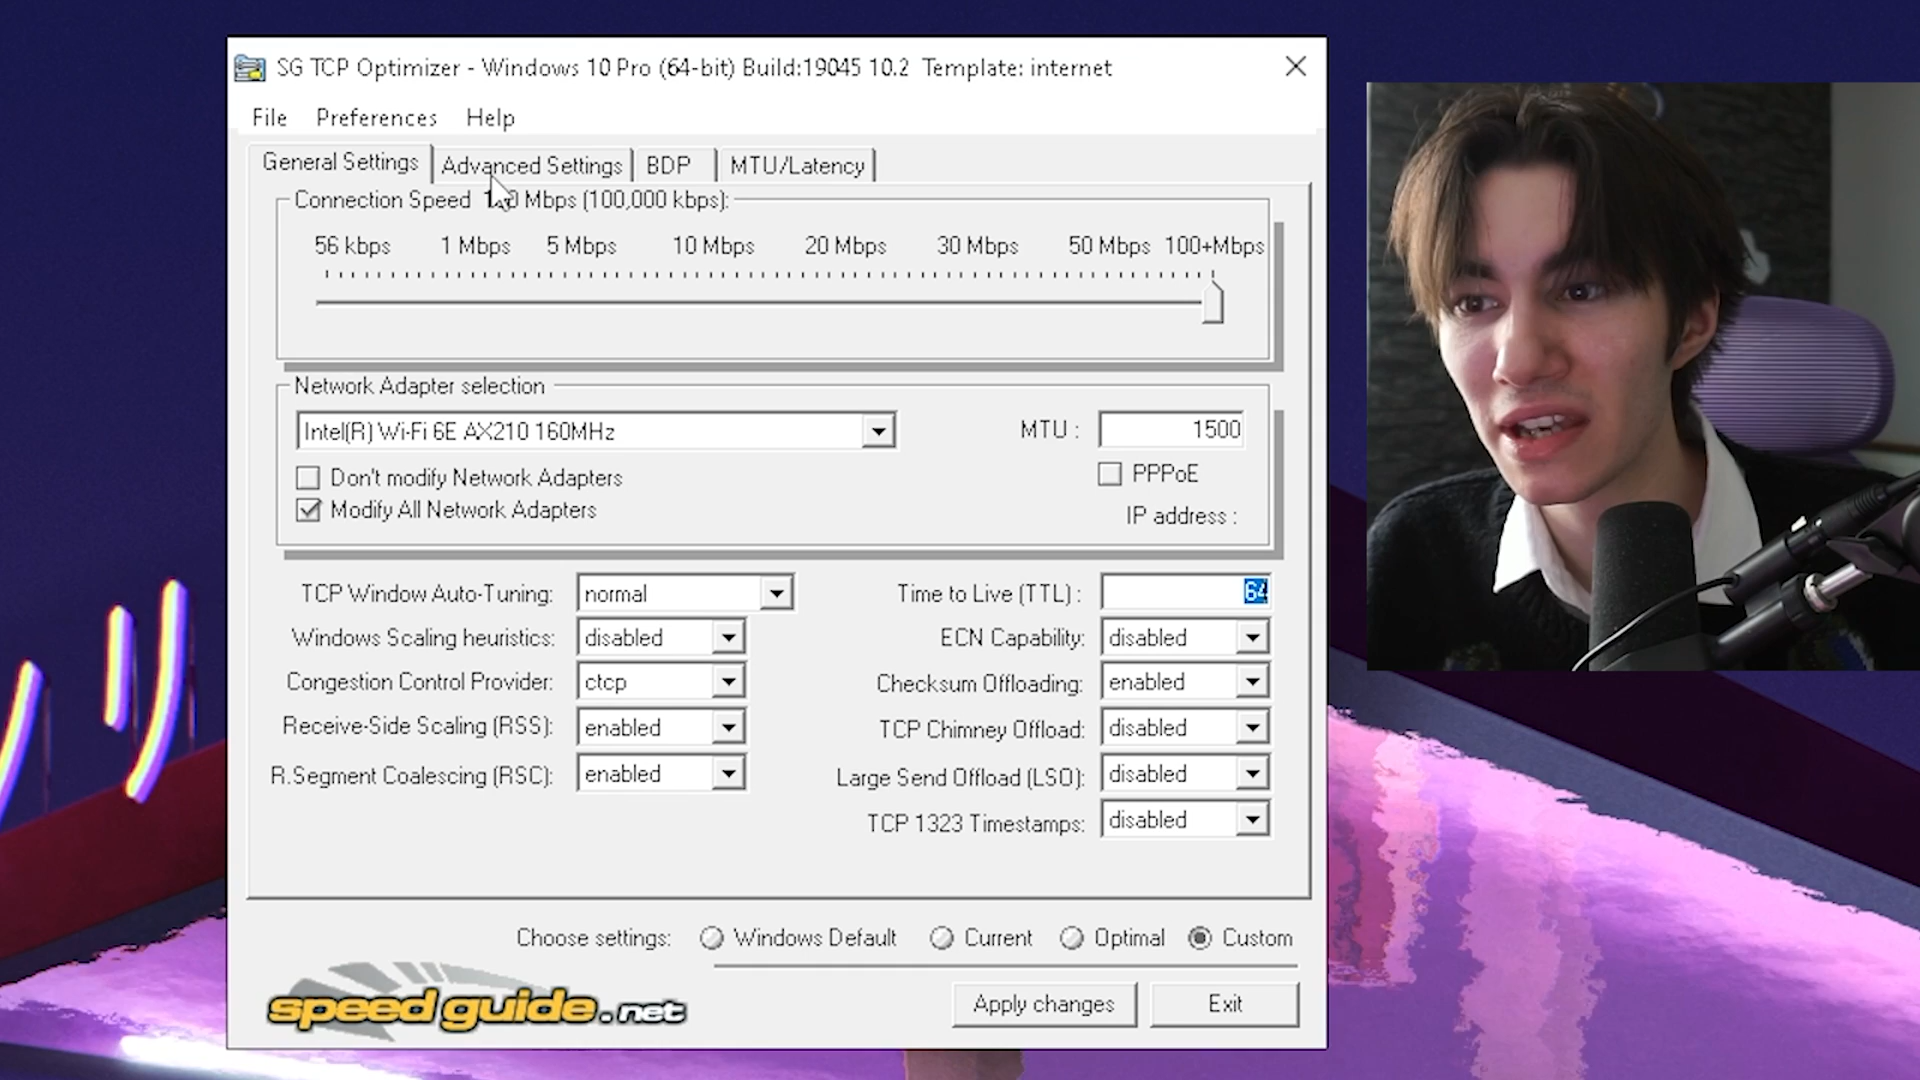 SG TCP Optimizer - Windows 10 Pro (64-bit) Build:19045 10.2 Template: internet
File Preferences Help
General Settings Advanced Settings BDP MTU/Latency
Connection Speed Mbps (100,000 kbps):
56 kbps 1 Mbps 5 Mbps 10 Mbps 20 Mbps 30 Mbps 50 Mbps 100+Mbps
Network Adapter selection
Intel(R) Wi-Fi 6E AX210 160MHz
MTU : 1500
Don't modify Network Adapters
PPPoE
Modify All Network Adapters
IP address :
TCP Window Auto-Tuning: normal
Time to Live (TTL) : 64
Windows Scaling heuristics: disabled
ECN Capability: disabled
Congestion Control Provider: ctcp
Checksum Offloading: enabled
Receive-Side Scaling (RSS): enabled
TCP Chimney Offload: disabled
R.Segment Coalescing (RSC): enabled
Large Send Offload (LSO): disabled
TCP 1323 Timestamps: disabled
Choose settings: Windows Default Current Optimal Custom
speedguide.net
Apply changes Exit